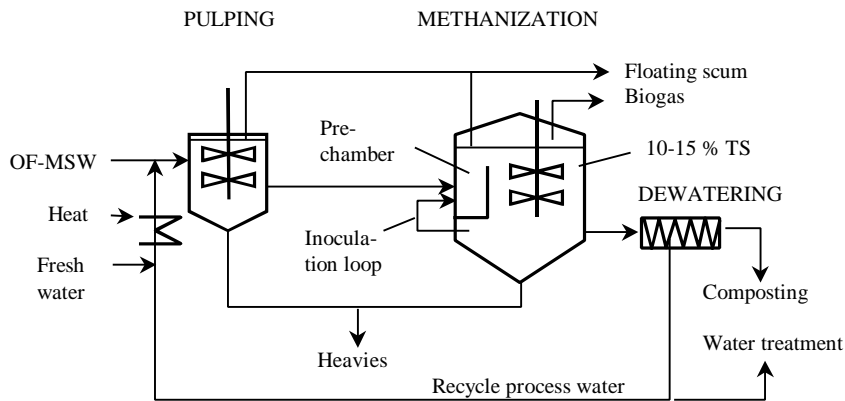 PULPING
METHANIZATION
Floating scum
Biogas
Pre-
chamber
10-15 % TS
OF-MSW
DEWATERING
Heat
Inocula-
tion loop
Fresh
water
Composting
Heavies
Water treatment
Recycle process water